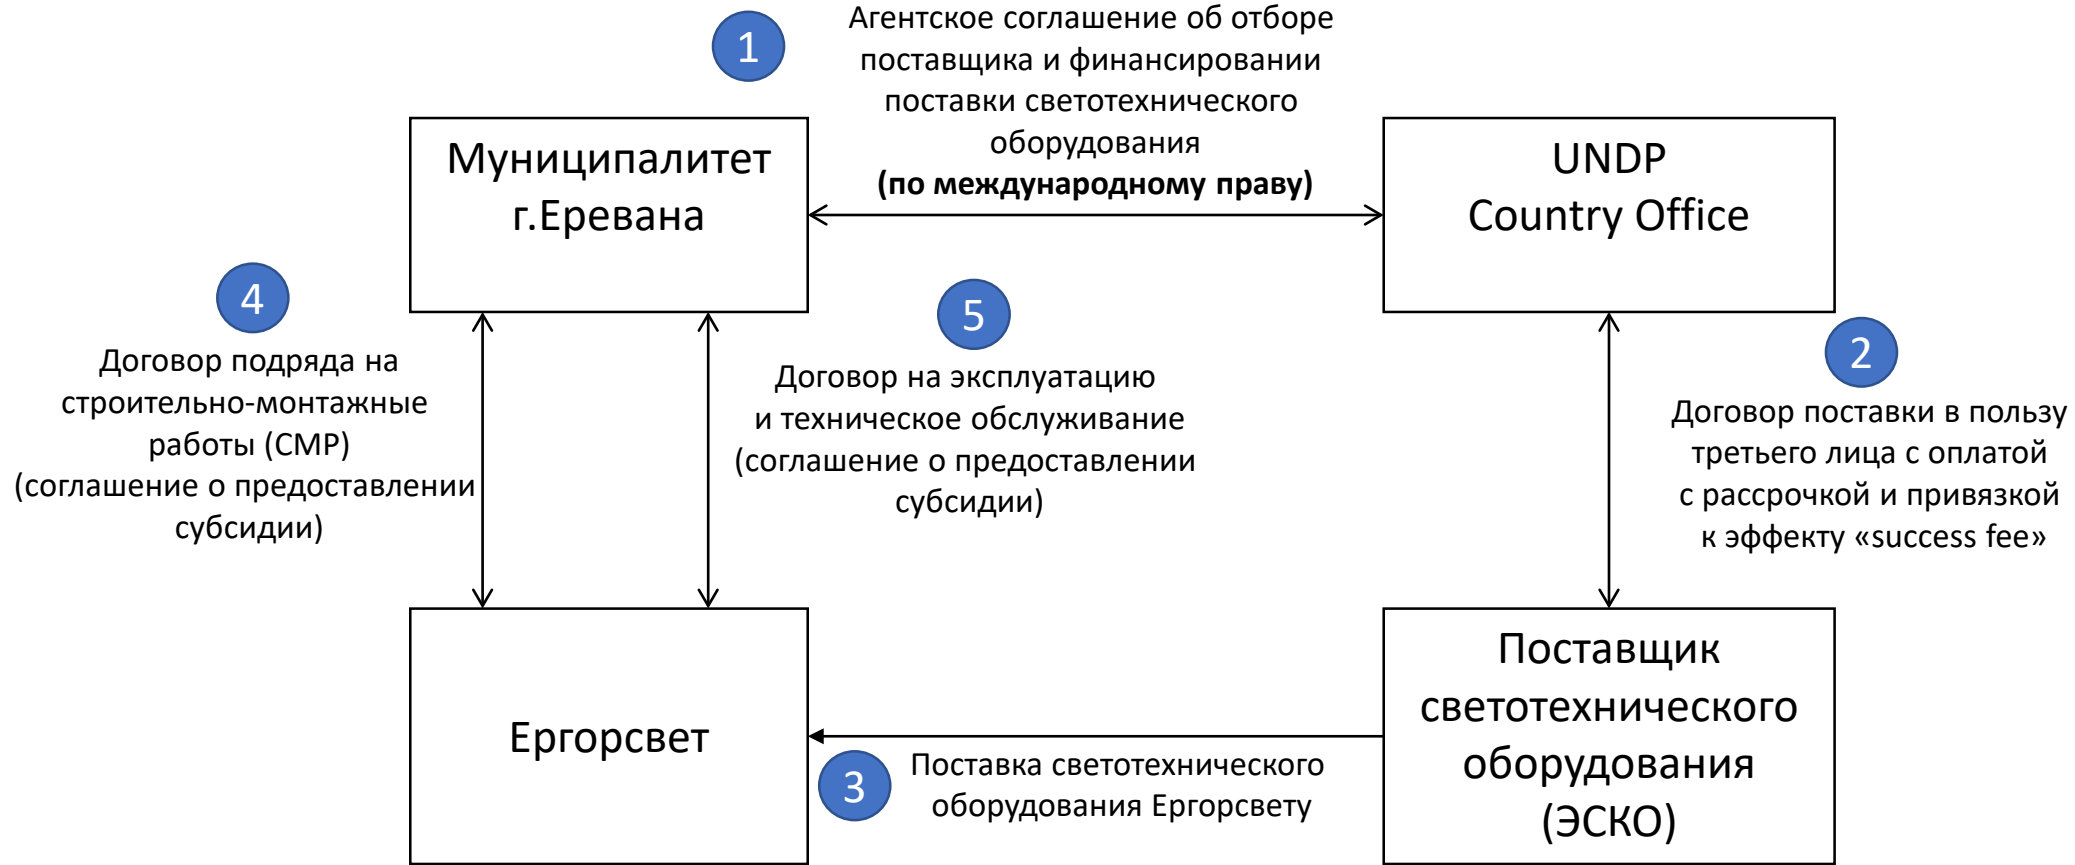 1
Агентское соглашение об отборе
поставщика и финансировании
поставки светотехнического
оборудования
(по международному праву)
Муниципалитет
г.Еревана
UNDP
Country Office
4
Договор подряда на
строительно-монтажные
работы (СМР)
(соглашение о предоставлении
субсидии)
5
Договор на эксплуатацию
и техническое обслуживание
(соглашение о предоставлении
субсидии)
2
Договор поставки в пользу
третьего лица с оплатой
с рассрочкой и привязкой
к эффекту «success fee»
Ергорсвет
3
Поставка светотехнического
оборудования Ергорсвету
Поставщик
светотехнического
оборудования
(ЭСКО)